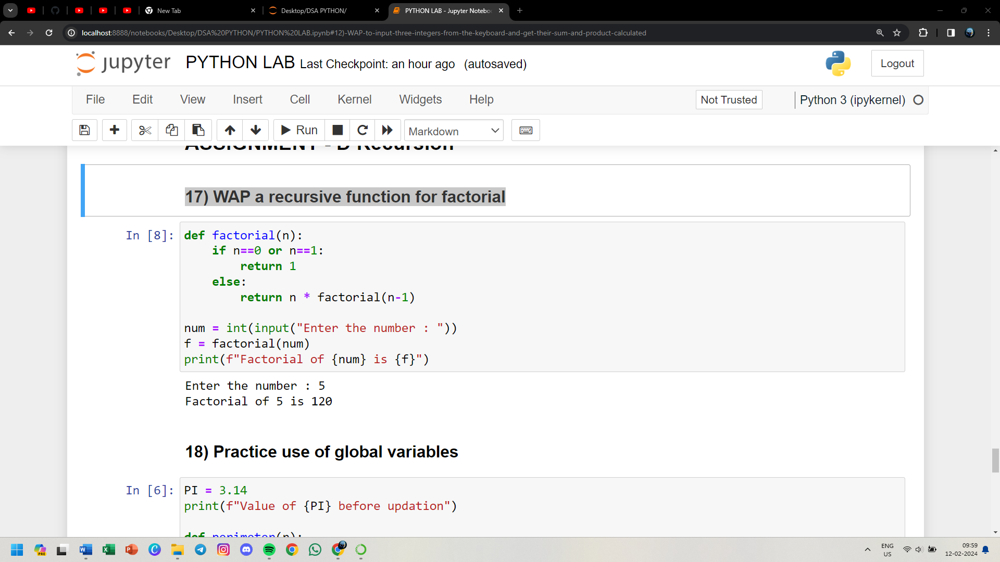 New Tab
Desktop/DSA PYTHON/
PYTHON LAB - Jupyter Notebo
localhost:8888/notebooks/Desktop/DSA%20PYTHON/PYTHON%20LAB.ipynb#12)-WAP-to-input-three-integers-from-the-keyboard-and-get-their-sum-and-product-calculated
jupyter PYTHON LAB Last Checkpoint: an hour ago (autosaved)
Logout
File Edit View Insert Cell Kernel Widgets Help
Not Trusted
Python 3 (ipykernel)
Run
Markdown
ASSIGNMENT - D Recursion
17) WAP a recursive function for factorial
In [8]: def factorial(n):
if n==0 or n==1:
return 1
else:
return n * factorial(n-1)
num = int(input("Enter the number : "))
f = factorial(num)
print(f"Factorial of {num} is {f}")
Enter the number : 5
Factorial of 5 is 120
18) Practice use of global variables
In [6]: PI = 3.14
print(f"Value of {PI} before updation")
def perimeter(r):
ENG
US
09:59
12-02-2024